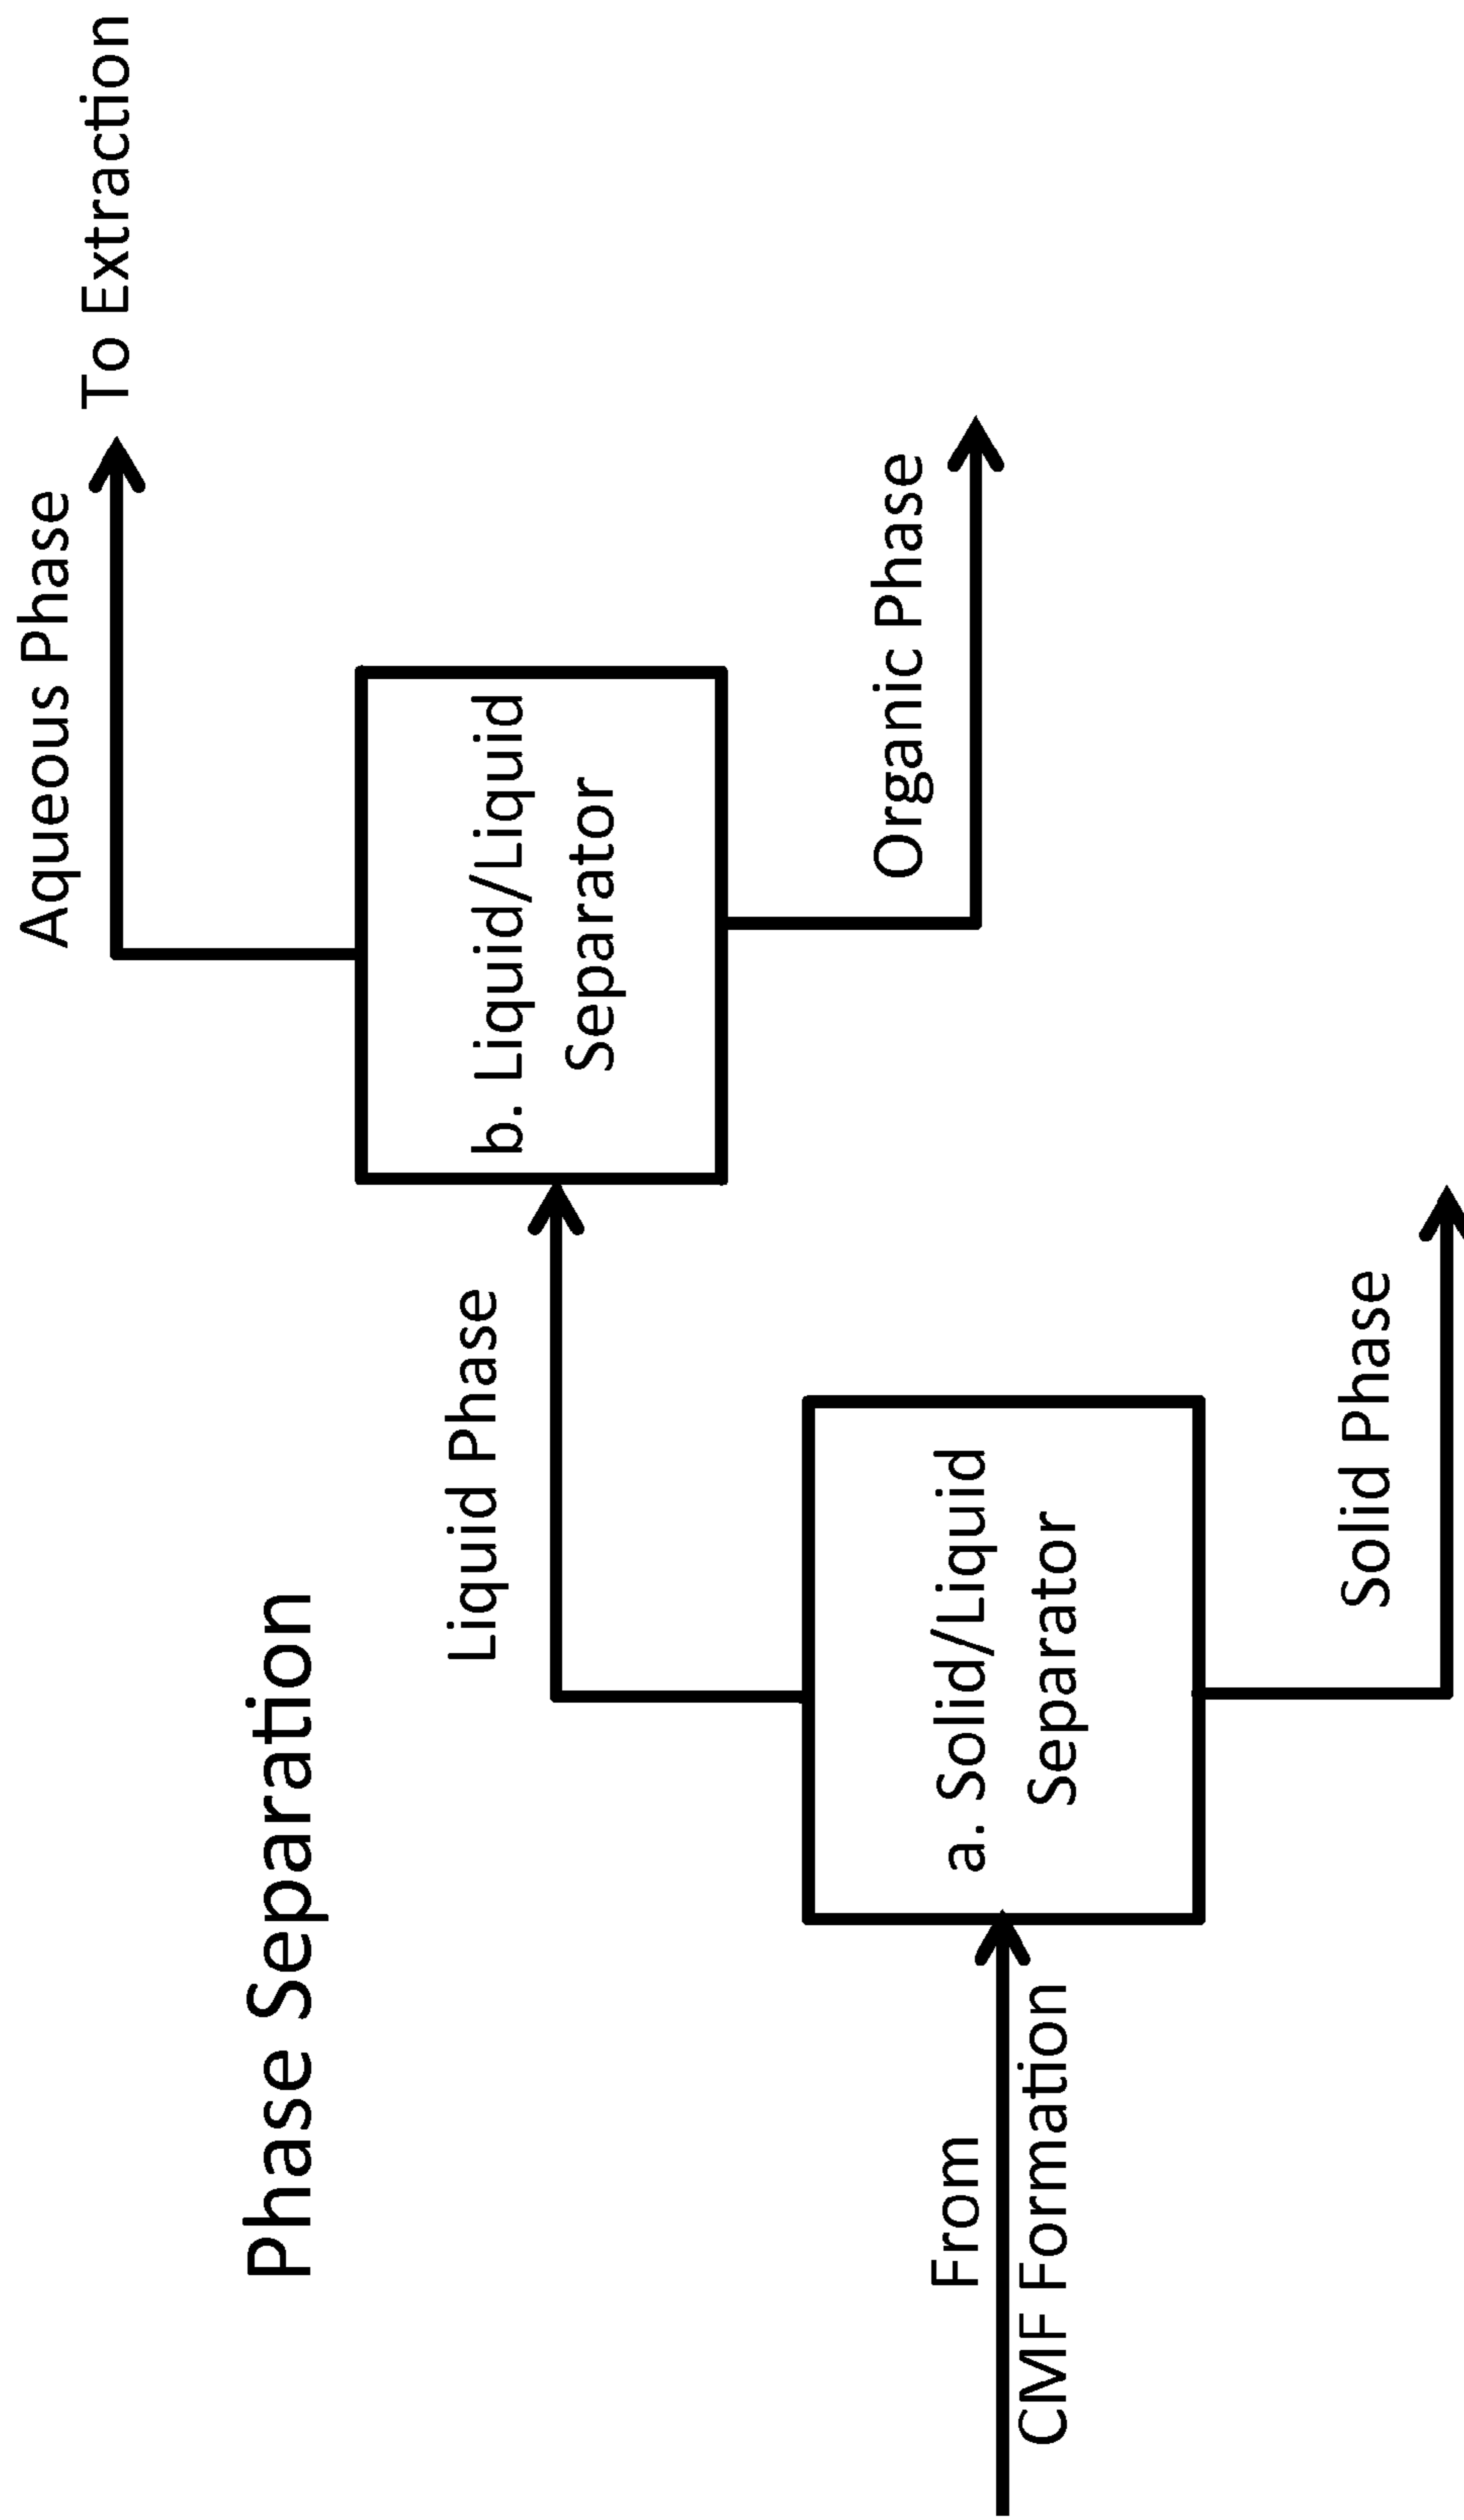 Phase Separation
From
CMF Formation
a. Solid/Liquid
Separator
Liquid Phase
Solid Phase
b. Liquid/Liquid
Separator
Aqueous Phase
To Extraction
Organic Phase